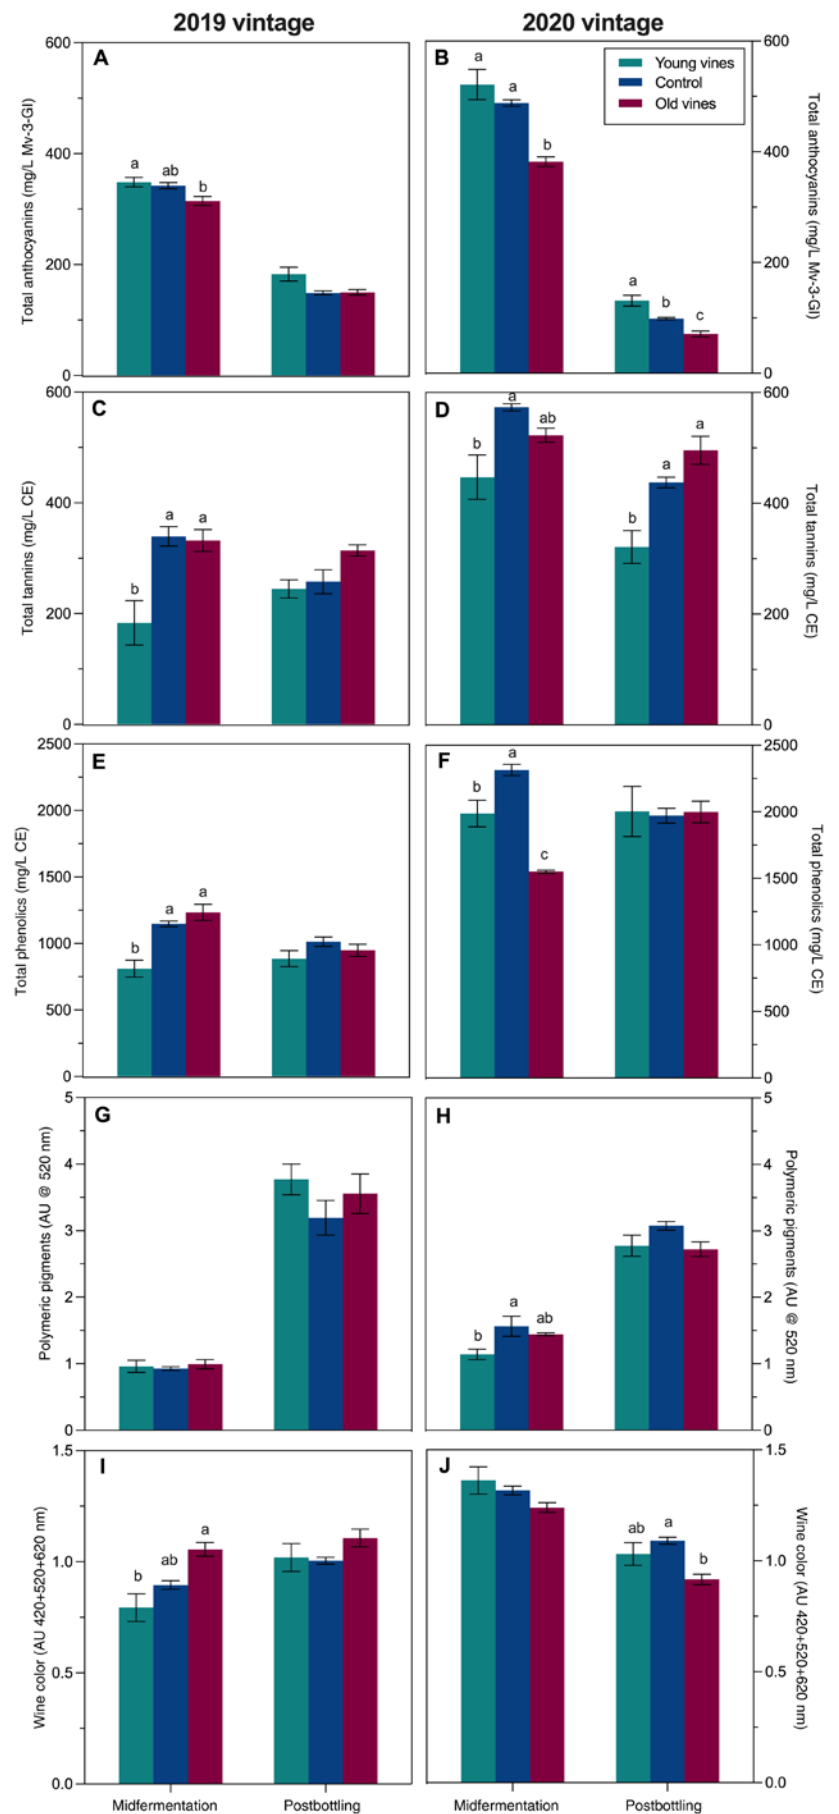 2019 vintage
2020 vintage
A
600
400
200
0
Total anthocyanins (mg/L Mv-3-Gl)
a
ab
b
B
600
400
200
0
Total anthocyanins (mg/L Mv-3-Gl)
Young vines
Control
Old vines
a
a
b
a
b
c
C
600
400
200
0
Total tannins (mg/L CE)
b
a
a
D
600
400
200
0
Total tannins (mg/L CE)
b
a
ab
b
a
a
E
2500
2000
1500
1000
500
0
Total phenolics (mg/L CE)
b
a
a
F
2500
2000
1500
1000
500
0
Total phenolics (mg/L CE)
b
a
c
G
5
4
3
2
1
0
Polymeric pigments (AU @ 520 nm)
H
5
4
3
2
1
0
Polymeric pigments (AU @ 520 nm)
b
a
ab
I
1.5
1.0
0.5
0.0
Wine color (AU 420+520+620 nm)
b
ab
a
Midfermentation
Postbottling
J
1.5
1.0
0.5
0.0
Wine color (AU 420+520+620 nm)
ab
a
b
Midfermentation
Postbottling